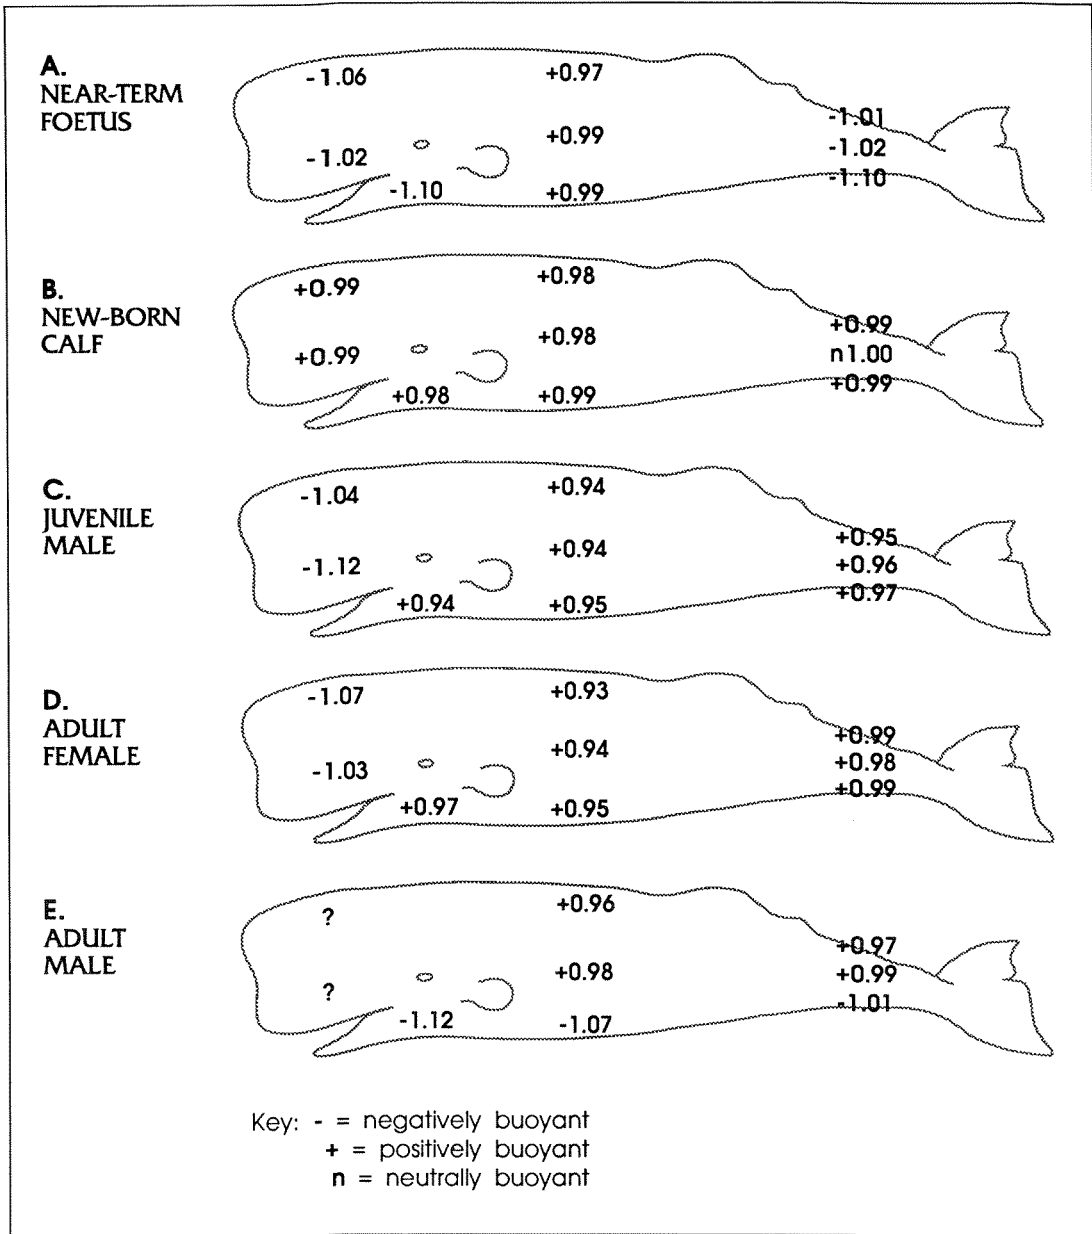 A.
NEAR-TERM
FOETUS
-1.06
+0.97
-1.01
+0.99
-1.02
-1.02
-1.10
+0.99
-1.10
B.
NEW-BORN
CALF
+0.99
+0.98
+0.99
+0.98
n1.00
+0.99
+0.98
+0.99
+0.99
C.
JUVENILE
MALE
-1.04
+0.94
+0.95
+0.94
+0.96
-1.12
+0.94
+0.95
+0.97
D.
ADULT
FEMALE
-1.07
+0.93
+0.99
+0.94
+0.98
-1.03
+0.97
+0.95
+0.99
E.
ADULT
MALE
?
+0.96
+0.97
+0.98
+0.99
?
-1.12
-1.07
-1.01
Key: - = negatively buoyant
+ = positively buoyant
n = neutrally buoyant